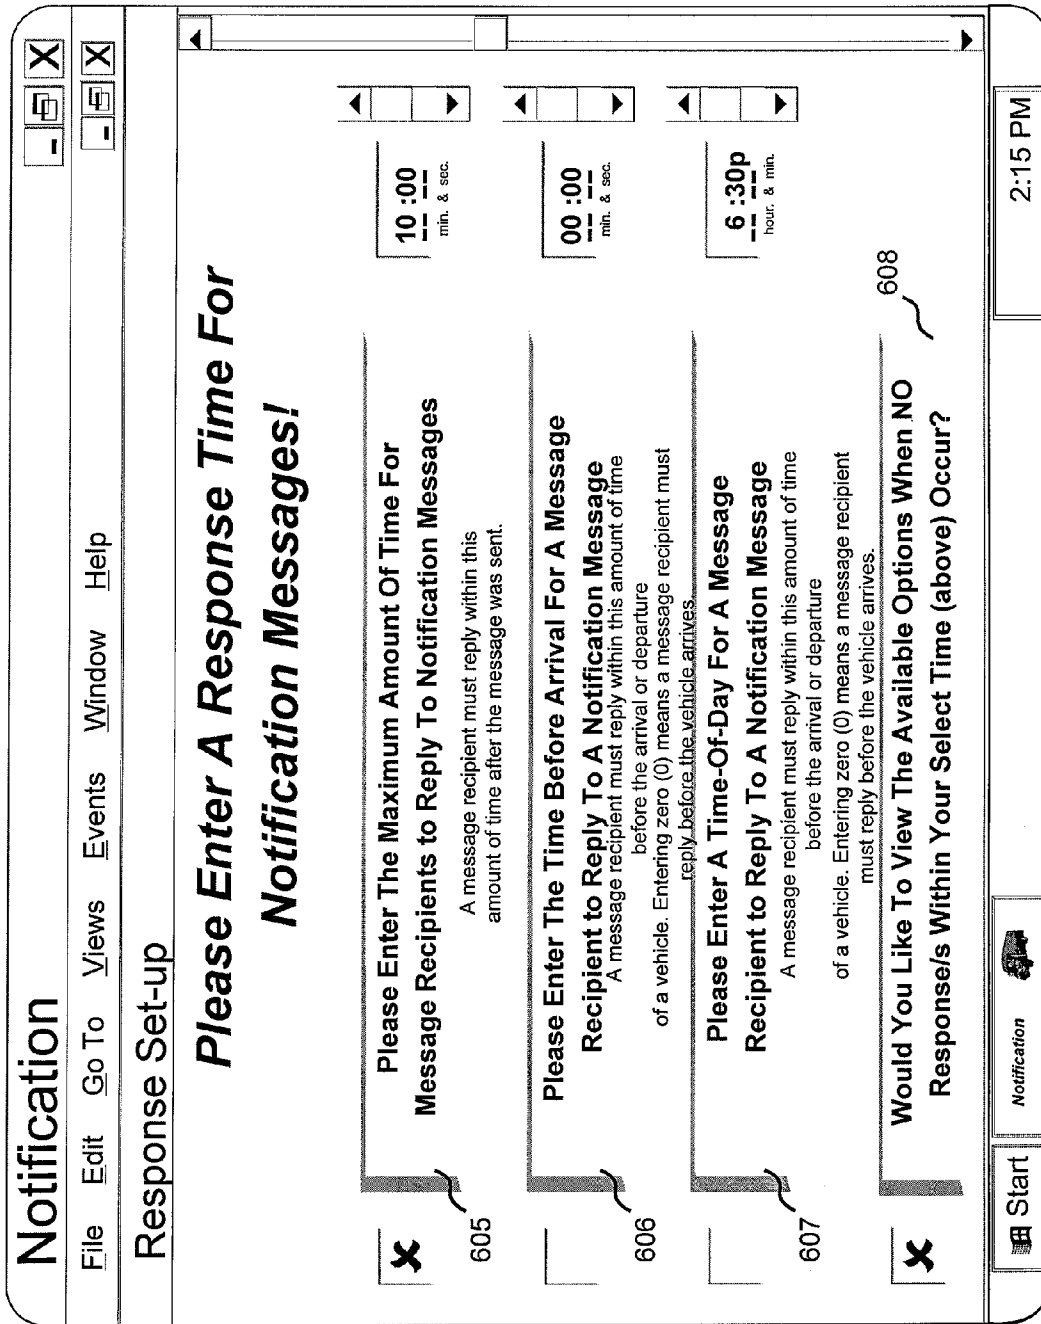 Notification
File Edit Go To Views Events Window Help
Response Set-up
Please Enter A Response Time For
Notification Messages!
Please Enter The Maximum Amount Of Time For
Message Recipients to Reply To Notification Messages
A message recipient must reply within this
amount of time after the message was sent.
10 :00
min. & sec.
605
Please Enter The Time Before Arrival For A Message
Recipient to Reply To A Notification Message
A message recipient must reply within this amount of time
before the arrival or departure
of a vehicle. Entering zero (0) means a message recipient must
reply before the vehicle arrives.
00 :00
min. & sec.
606
Please Enter A Time-Of-Day For A Message
Recipient to Reply To A Notification Message
A message recipient must reply within this amount of time
before the arrival or departure
of a vehicle. Entering zero (0) means a message recipient
must reply before the vehicle arrives.
6 :30p
hour. & min.
607
Would You Like To View The Available Options When NO
Response/s Within Your Select Time (above) Occur?
608
Start
Notification
2:15 PM